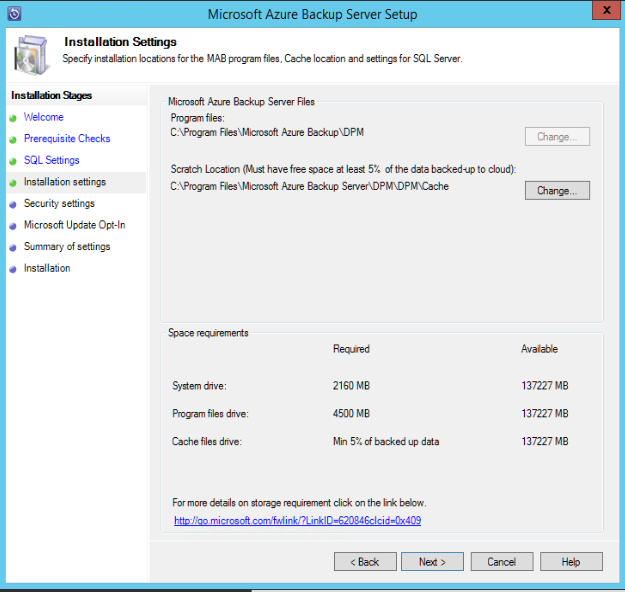 Microsoft Azure Backup Server Setup
x
Installation Settings
Specify installation locations for the MAB program files, Cache location and settings for SQL Server.
Installation Stages
Welcome
Prerequisite Checks
SQL Settings
Installation settings
Security settings
Microsoft Update Opt-In
Summary of settings
Installation
Microsoft Azure Backup Server Files
Program files:
C:\Program Files\Microsoft Azure Backup\DPM
Change...
Scratch Location (Must have free space at least 5% of the data backed-up to cloud):
C:\Program Files\Microsoft Azure Backup Server\DPM\DPM\Cache
Change...
Space requirements
Required Available
System drive: 2160 MB 137227 MB
Program files drive: 4500 MB 137227 MB
Cache files drive: Min 5% of backed up data 137227 MB
For more details on storage requirement click on the link below.
http://go.microsoft.com/fwlink/?LinkID=620846clcid=0x409
< Back Next > Cancel Help